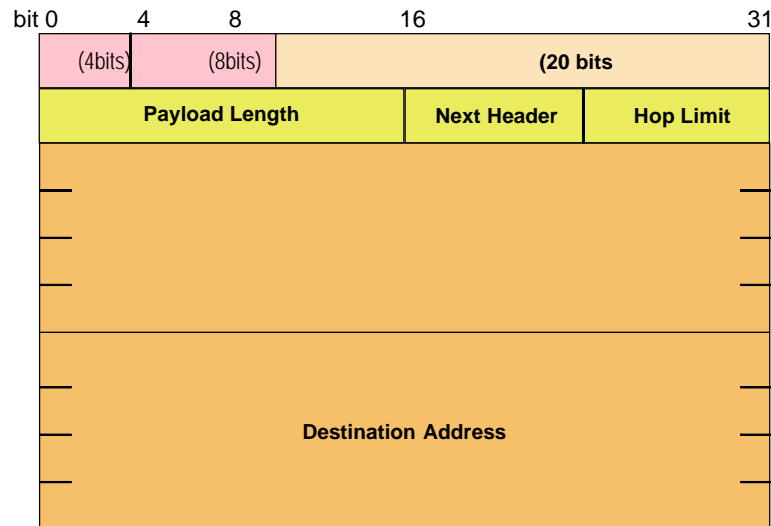 bit 0 4 8 16 31
(4bits) (8bits) (20 bits
Payload Length Next Header Hop Limit
Destination Address